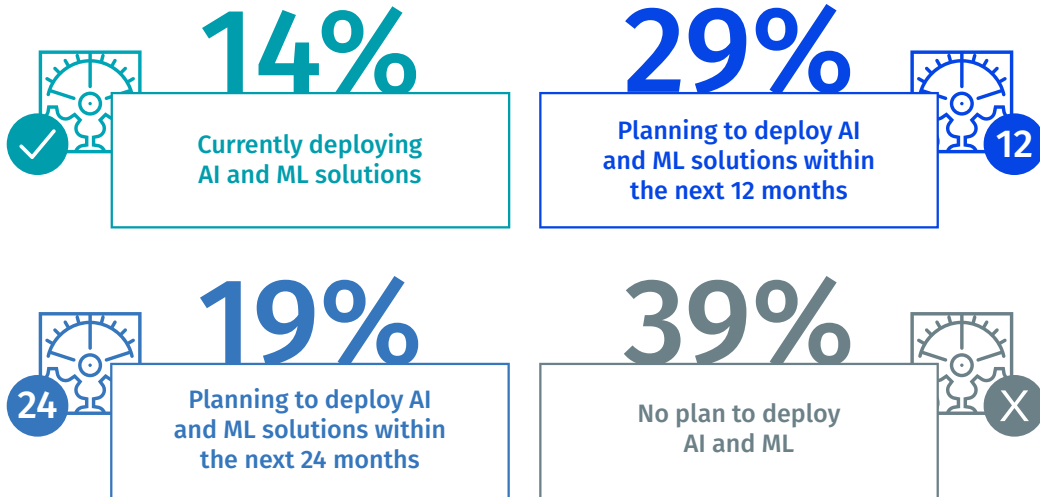 14%
Currently deploying
AI and ML solutions
29%
Planning to deploy AI
and ML solutions within
the next 12 months
12
19%
24
Planning to deploy AI
and ML solutions within
the next 24 months
39%
No plan to deploy
AI and ML
X